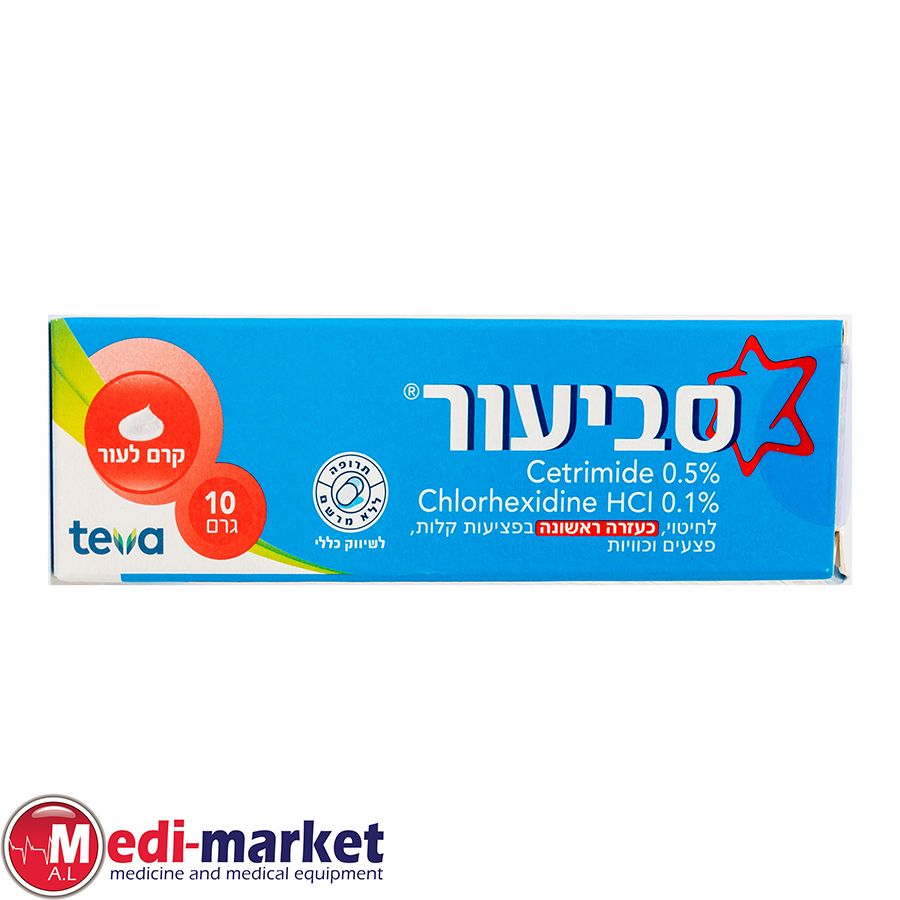 סביעור®
Cetrimide 0.5%
Chlorhexidine HCl 0.1%
לחיטוי, כעזרה ראשונה בפציעות קלות,
פצעים וכוויות
תרופה
ללא מרשם
לשיווק כללי
קרם לעור
10
גרם
teva
Medi-market
A.L
medicine and medical equipment